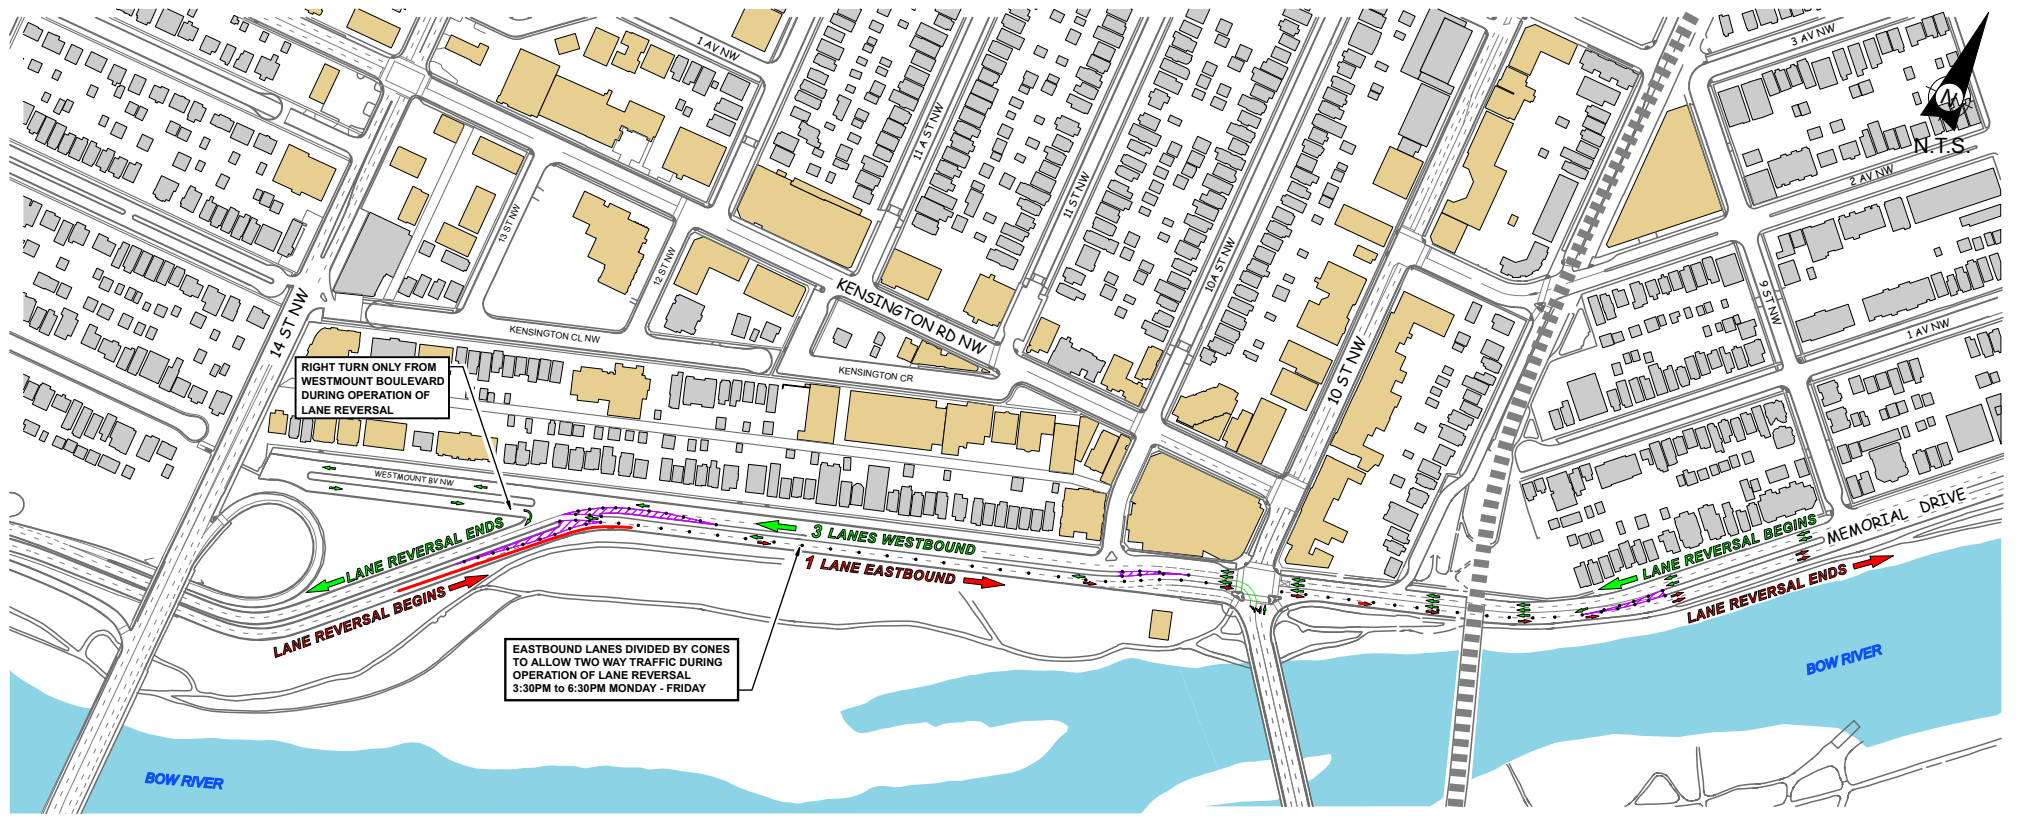 1 AV NW
3 AV NW
N.T.S.
2 AV NW
11 A ST NW
11 ST NW
13 ST NW
12 ST NW
10A ST NW
9 ST NW
14 ST NW
KENSINGTON RD NW
KENSINGTON CL NW
KENSINGTON CR
10 ST NW
1 AV NW
RIGHT TURN ONLY FROM
WESTMOUNT BOULEVARD
DURING OPERATION OF
LANE REVERSAL
WESTMOUNT BV NW
MEMORIAL DRIVE
LANE REVERSAL ENDS
3 LANES WESTBOUND
LANE REVERSAL BEGINS
1 LANE EASTBOUND
LANE REVERSAL BEGINS
LANE REVERSAL ENDS
EASTBOUND LANES DIVIDED BY CONES
TO ALLOW TWO WAY TRAFFIC DURING
OPERATION OF LANE REVERSAL
3:30PM to 6:30PM MONDAY - FRIDAY
BOW RIVER
BOW RIVER